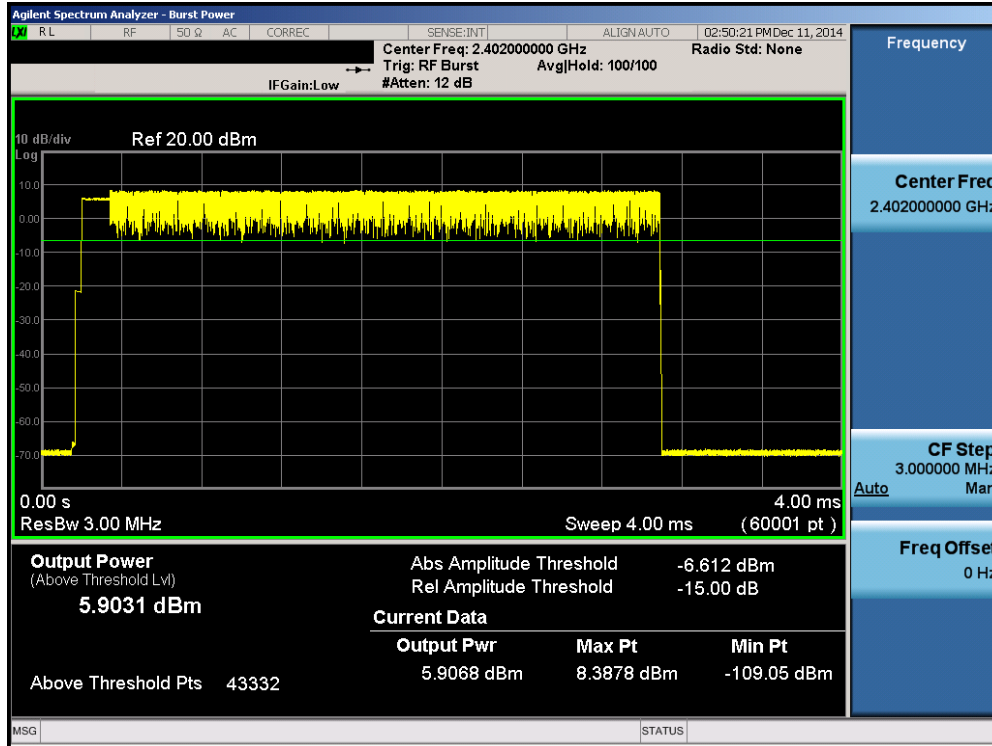 Agilent Spectrum Analyzer - Burst Power
LXI RL RF 50 Ω AC CORREC SENSE:INT ALIGN AUTO 02:50:21 PM Dec 11, 2014
Center Freq: 2.402000000 GHz Radio Std: None
Trig: RF Burst Avg|Hold: 100/100
IFGain:Low #Atten: 12 dB
10 dB/div Ref 20.00 dBm
Log
10.0
0.00
-10.0
-20.0
-30.0
-40.0
-50.0
-60.0
-70.0
0.00 s 4.00 ms
ResBw 3.00 MHz Sweep 4.00 ms (60001 pt )
Output Power
(Above Threshold Lvl)
5.9031 dBm
Above Threshold Pts 43332
Abs Amplitude Threshold -6.612 dBm
Rel Amplitude Threshold -15.00 dB
Current Data
Output Pwr Max Pt Min Pt
5.9068 dBm 8.3878 dBm -109.05 dBm
MSG STATUS
Frequency
Center Freq
2.402000000 GHz
CF Step
3.000000 MHz
Auto Man
Freq Offset
0 Hz